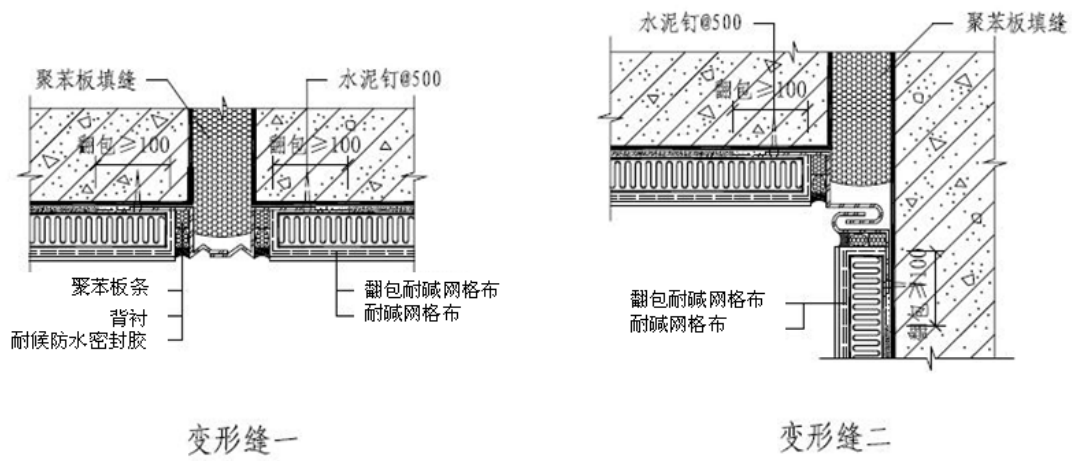 聚苯板填缝
水泥钉@500
翻包≥100
翻包≥100
聚苯板条
背衬
耐候防水密封胶
翻包耐碱网格布
耐碱网格布
变形缝一
水泥钉@500
聚苯板填缝
翻包≥100
翻包耐碱网格布
耐碱网格布
翻包≥100
变形缝二